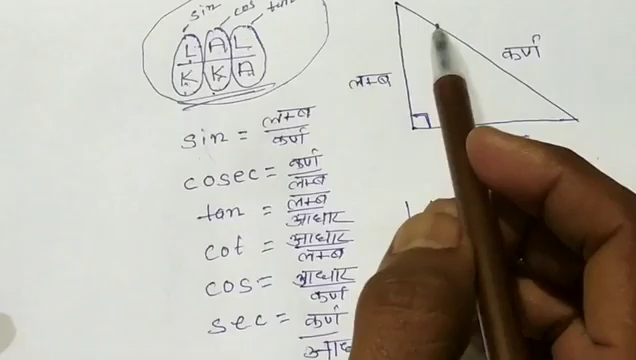 sin cos tan
L A L
K K A
लम्ब
कर्ण
sin = लम्ब/कर्ण
cosec = कर्ण/लम्ब
tan = लम्ब/आधार
cot = आधार/लम्ब
cos = आधार/कर्ण
sec = कर्ण/